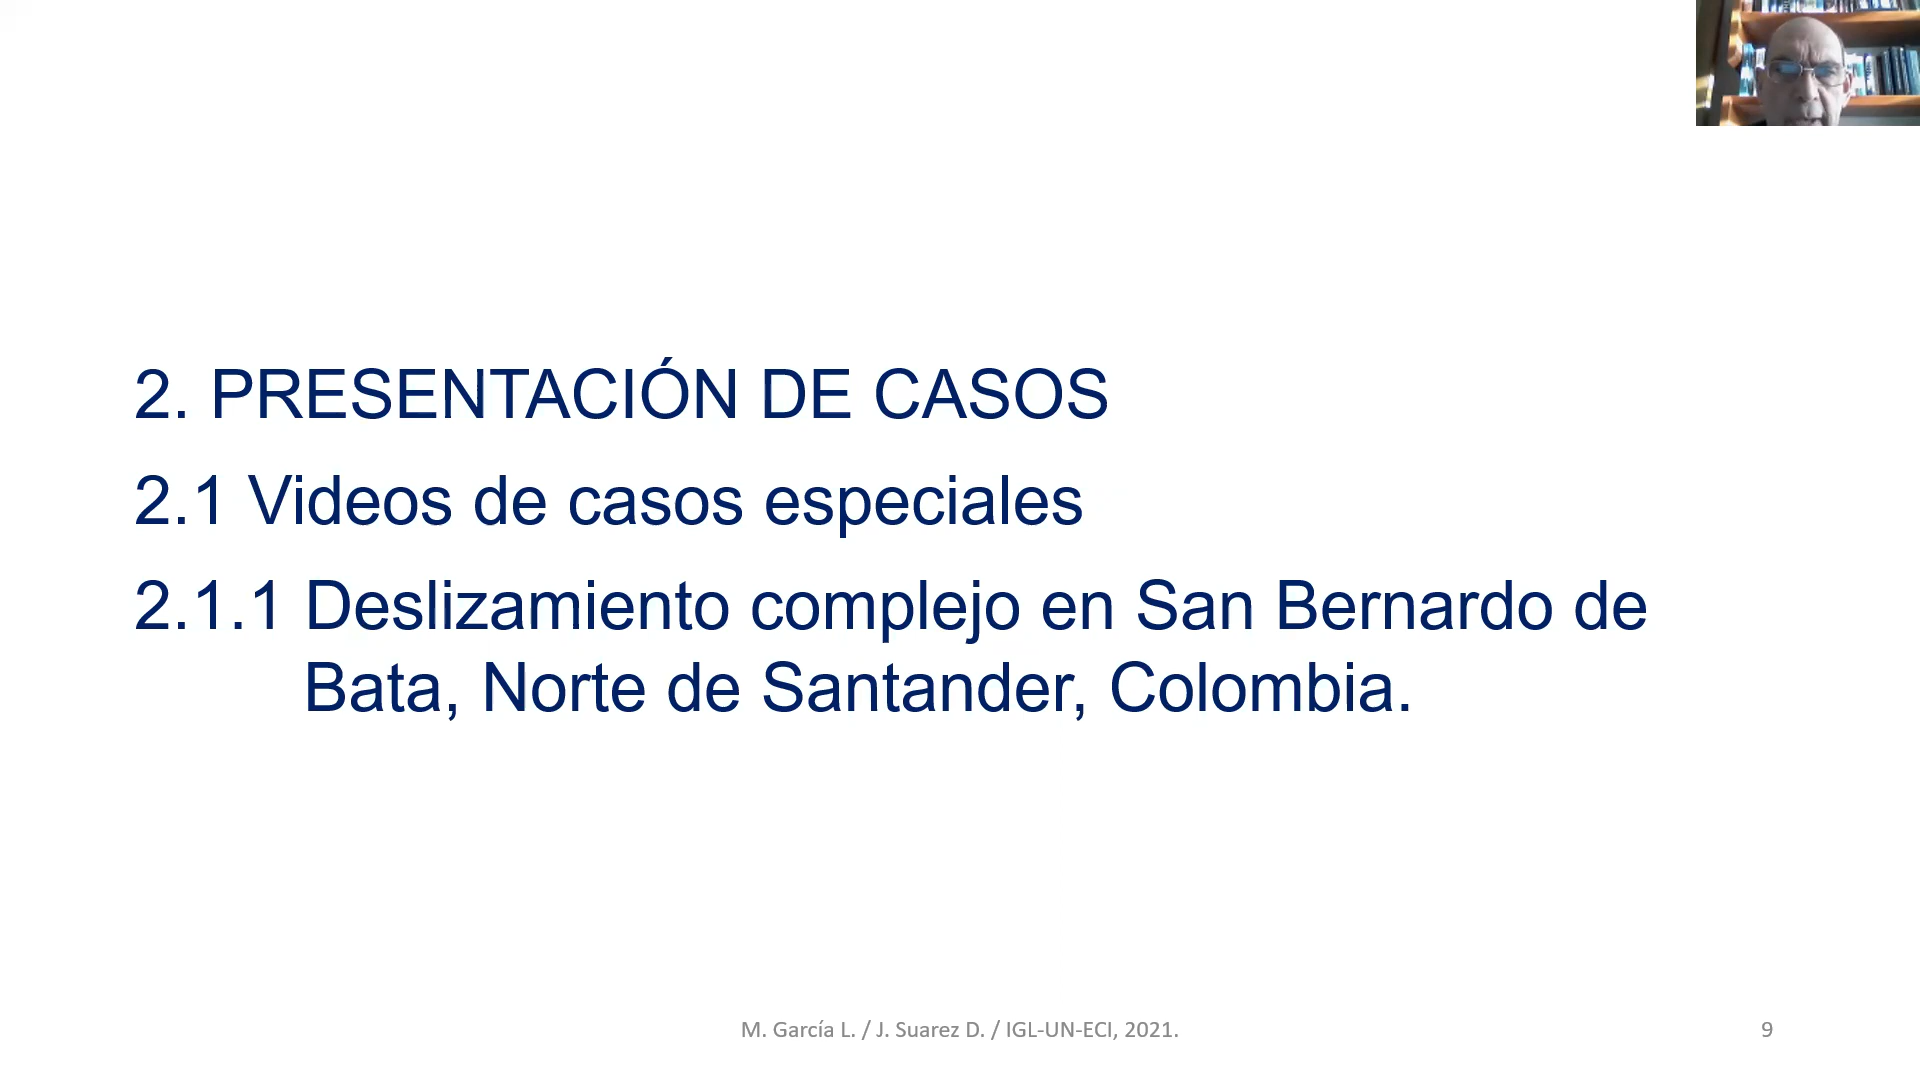 2. PRESENTACIÓN DE CASOS
2.1 Videos de casos especiales
2.1.1 Deslizamiento complejo en San Bernardo de
Bata, Norte de Santander, Colombia.
M. García L. / J. Suarez D. / IGL-UN-ECI, 2021.
9